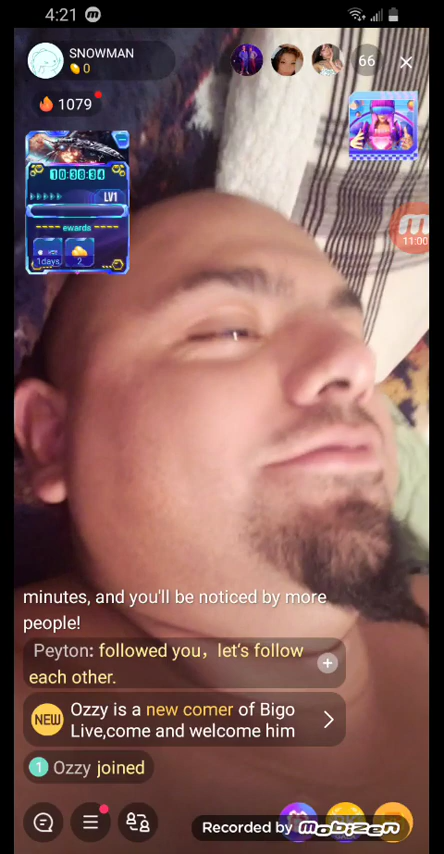 4:21
SNOWMAN
0
66
1079
10:38:34
LV1
ewards
1days
2
11:00
minutes, and you'll be noticed by more
people!
Peyton: followed you，let's follow
each other.
NEW
Ozzy is a new comer of Bigo
Live,come and welcome him
1 Ozzy joined
Recorded by mobizen